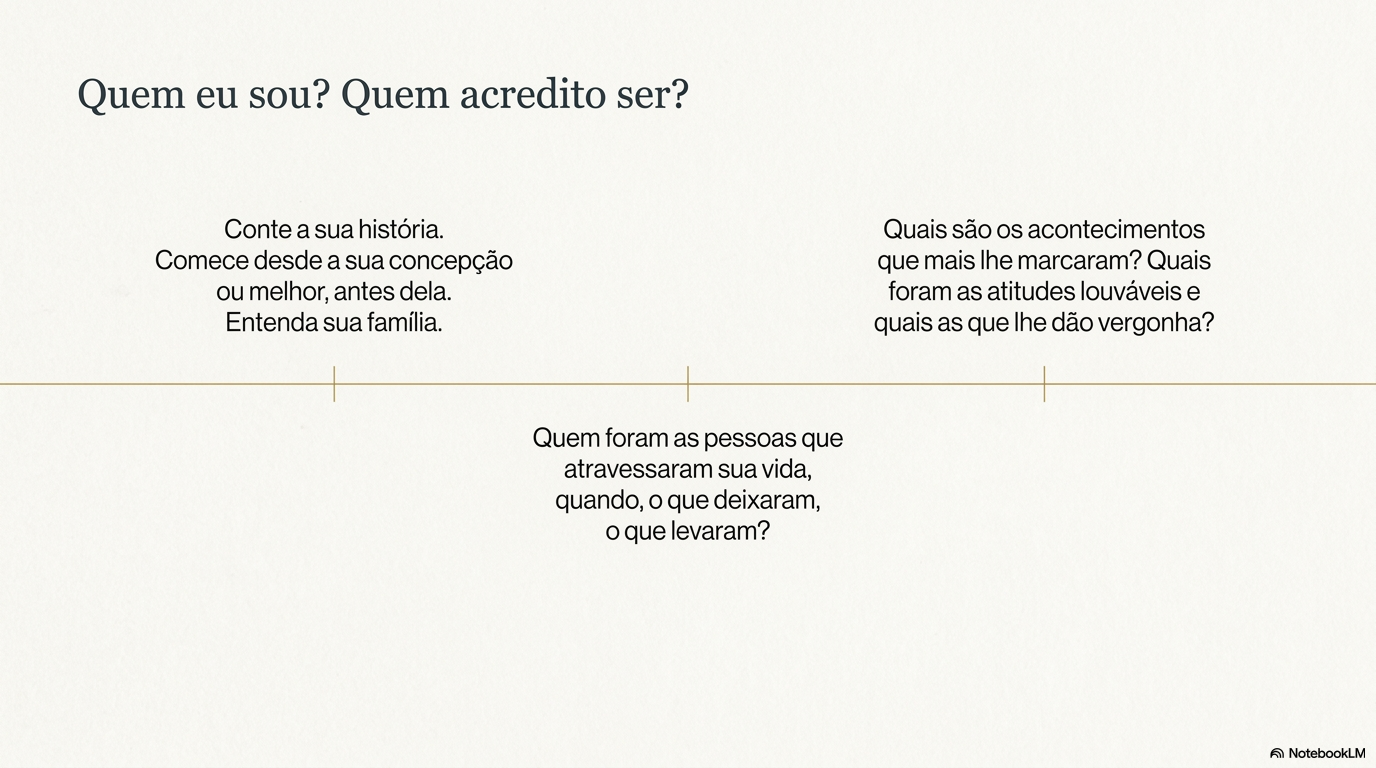 Quem eu sou? Quem acredito ser?
Conte a sua história.
Comece desde a sua concepção
ou melhor, antes dela.
Entenda sua família.
Quem foram as pessoas que
atravessaram sua vida,
quando, o que deixaram,
o que levaram?
Quais são os acontecimentos
que mais lhe marcaram? Quais
foram as atitudes louváveis e
quais as que lhe dão vergonha?
NotebookLM